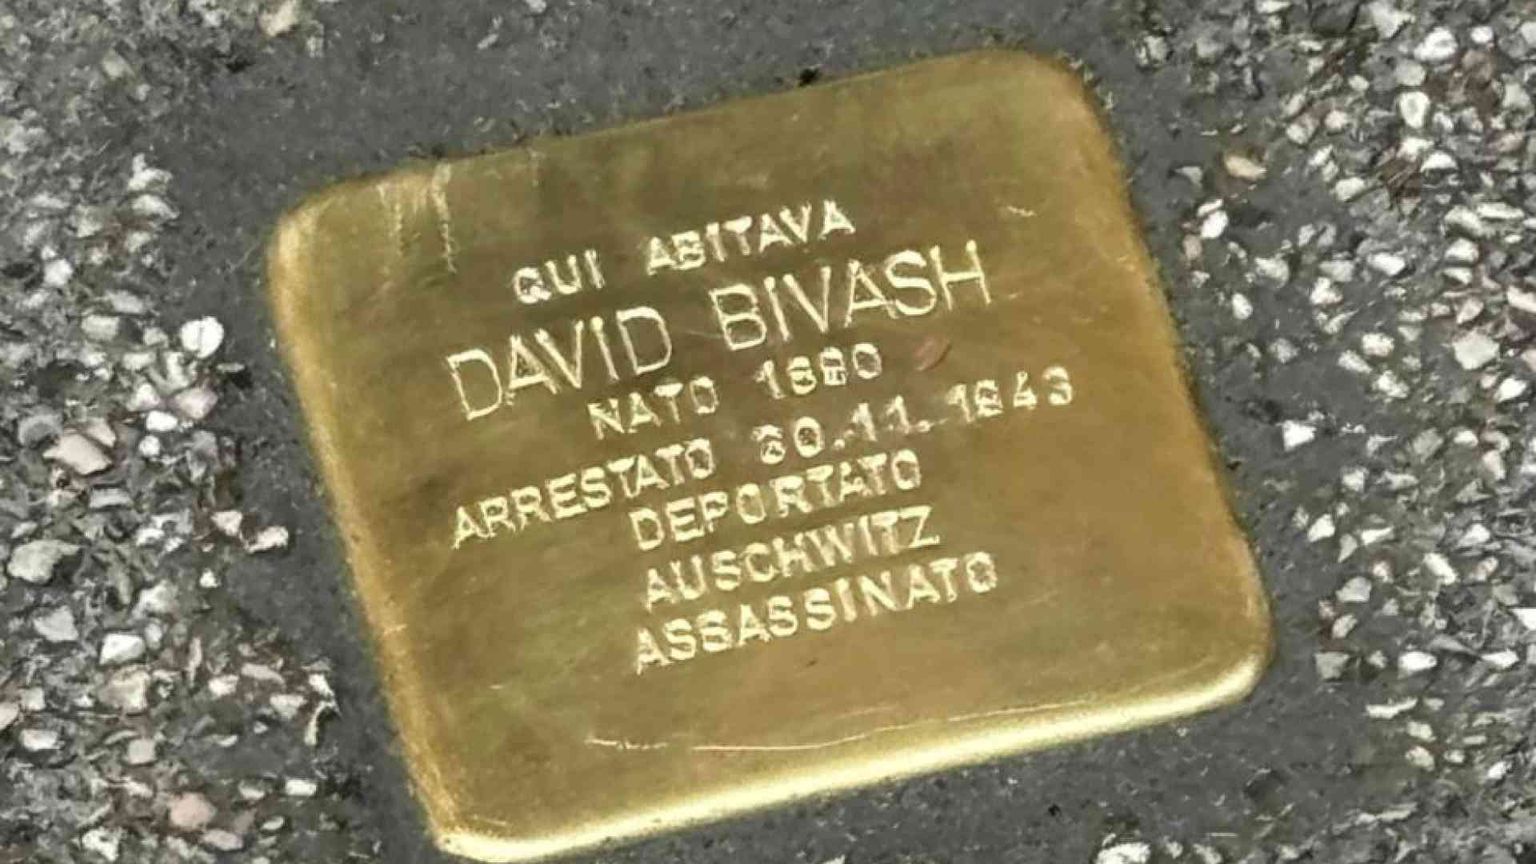 QUI ABITAVA
DAVID BIVASH
NATO 1880
ARRESTATO 30.11.1943
DEPORTATO
AUSCHWITZ
ASSASSINATO